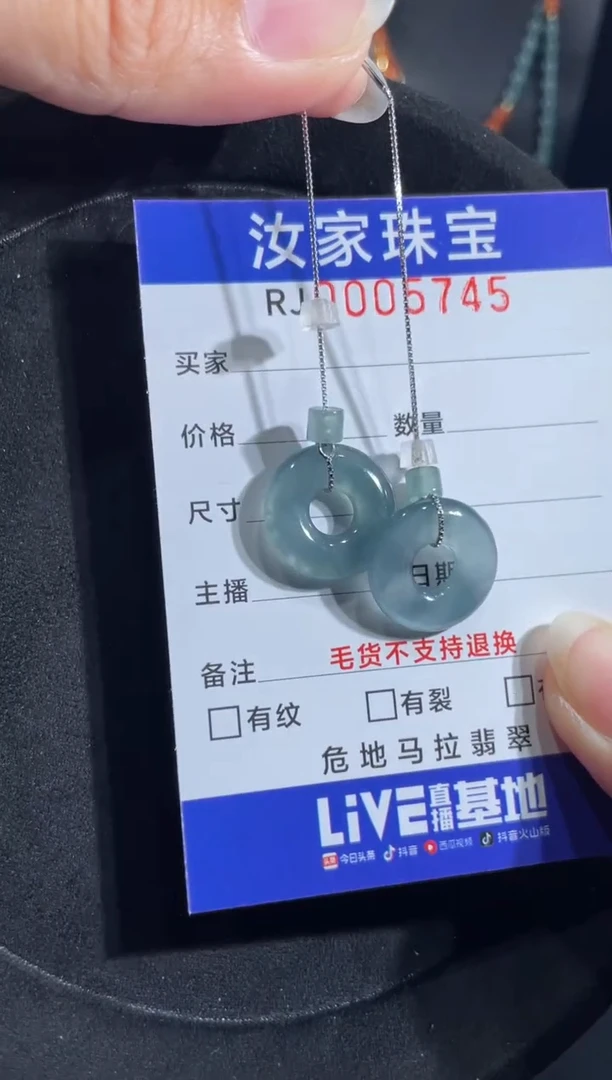 汝家珠宝
RJ0005745
买家
价格 数量
尺寸
日期
主播
毛货不支持退换
备注
有纹 有裂
危地马拉翡翠
LiVE直播基地
今日头条 抖音 西瓜视频 抖音火山版